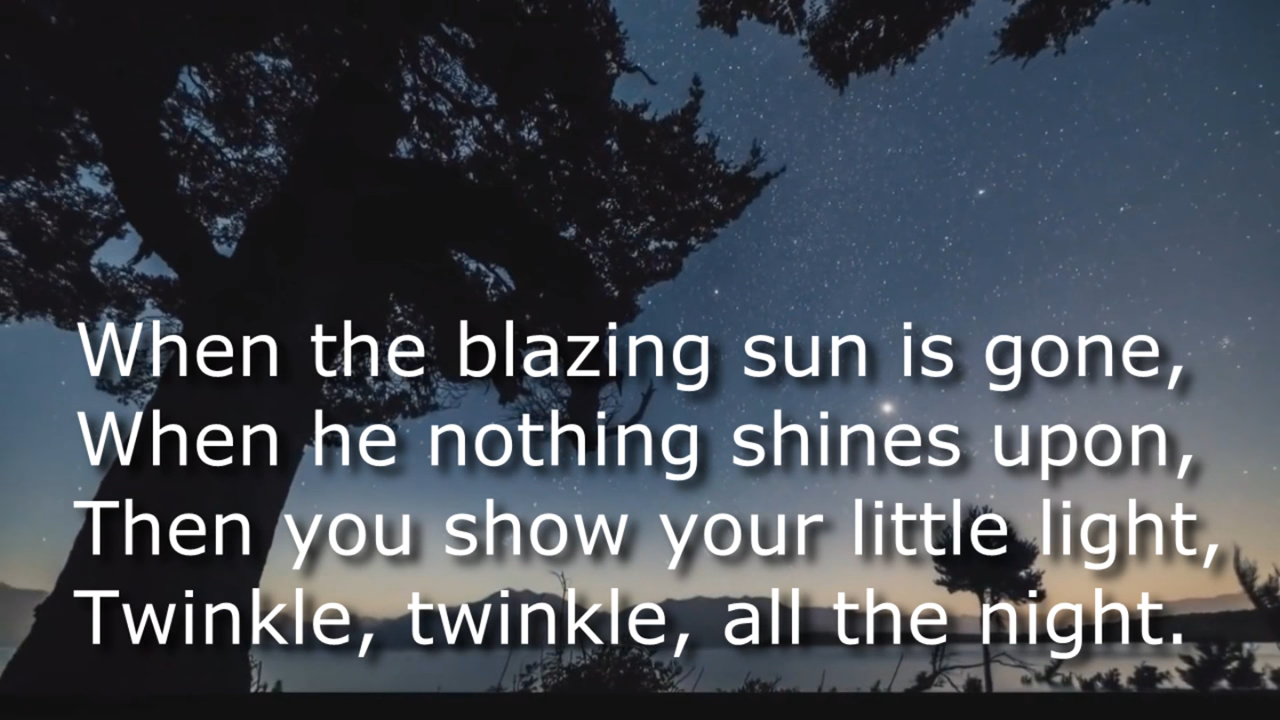 When the blazing sun is gone,
When he nothing shines upon,
Then you show your little light,
Twinkle, twinkle, all the night.